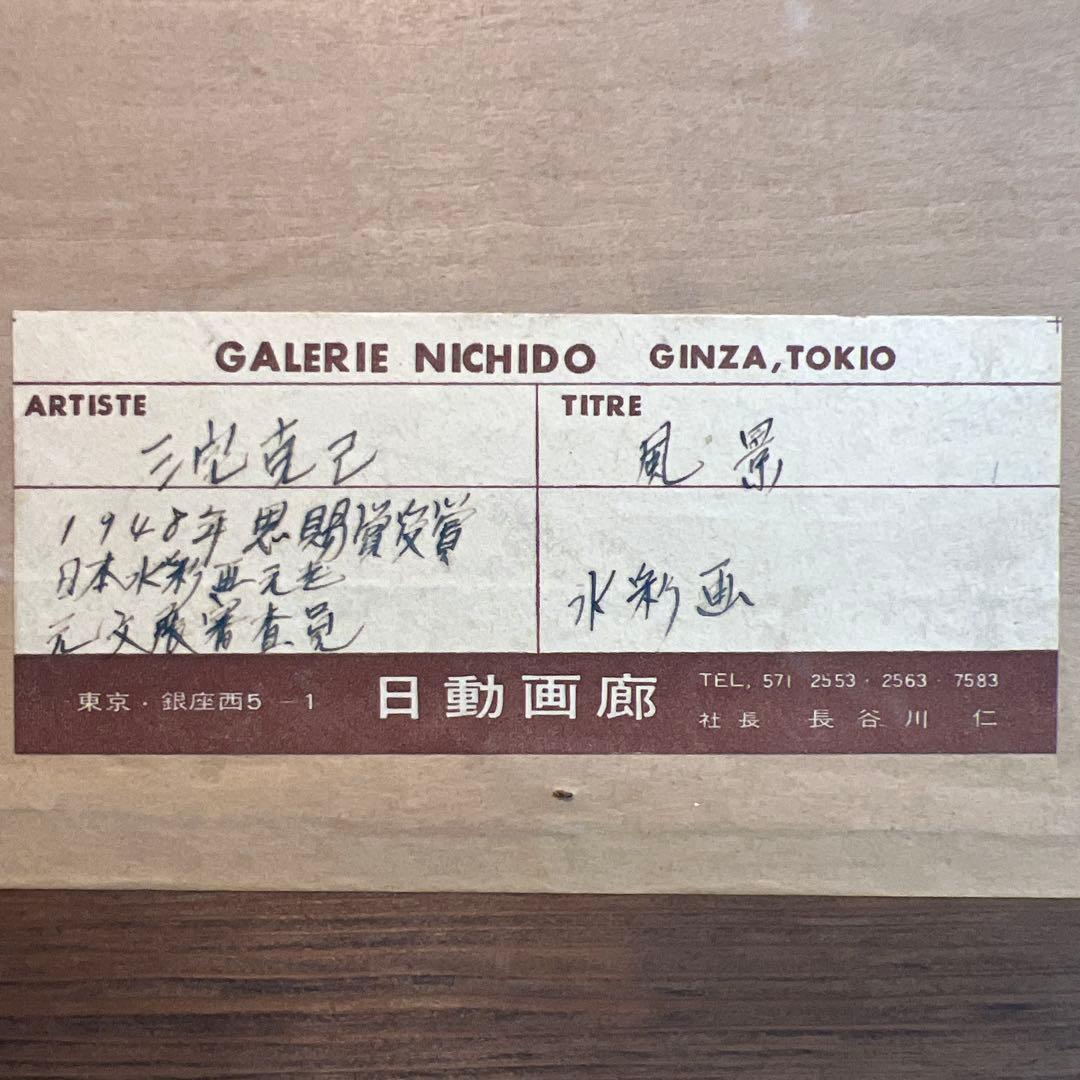 GALERIE NICHIDO GINZA, TOKIO
ARTISTE
三宅克己
TITRE
風景
1948年恩賜賞受賞
日本水彩画元老
元文展審査員
水彩画
東京・銀座西5 1
日動画廊
TEL, 571 2553・2563・7583
社長 長谷川 仁